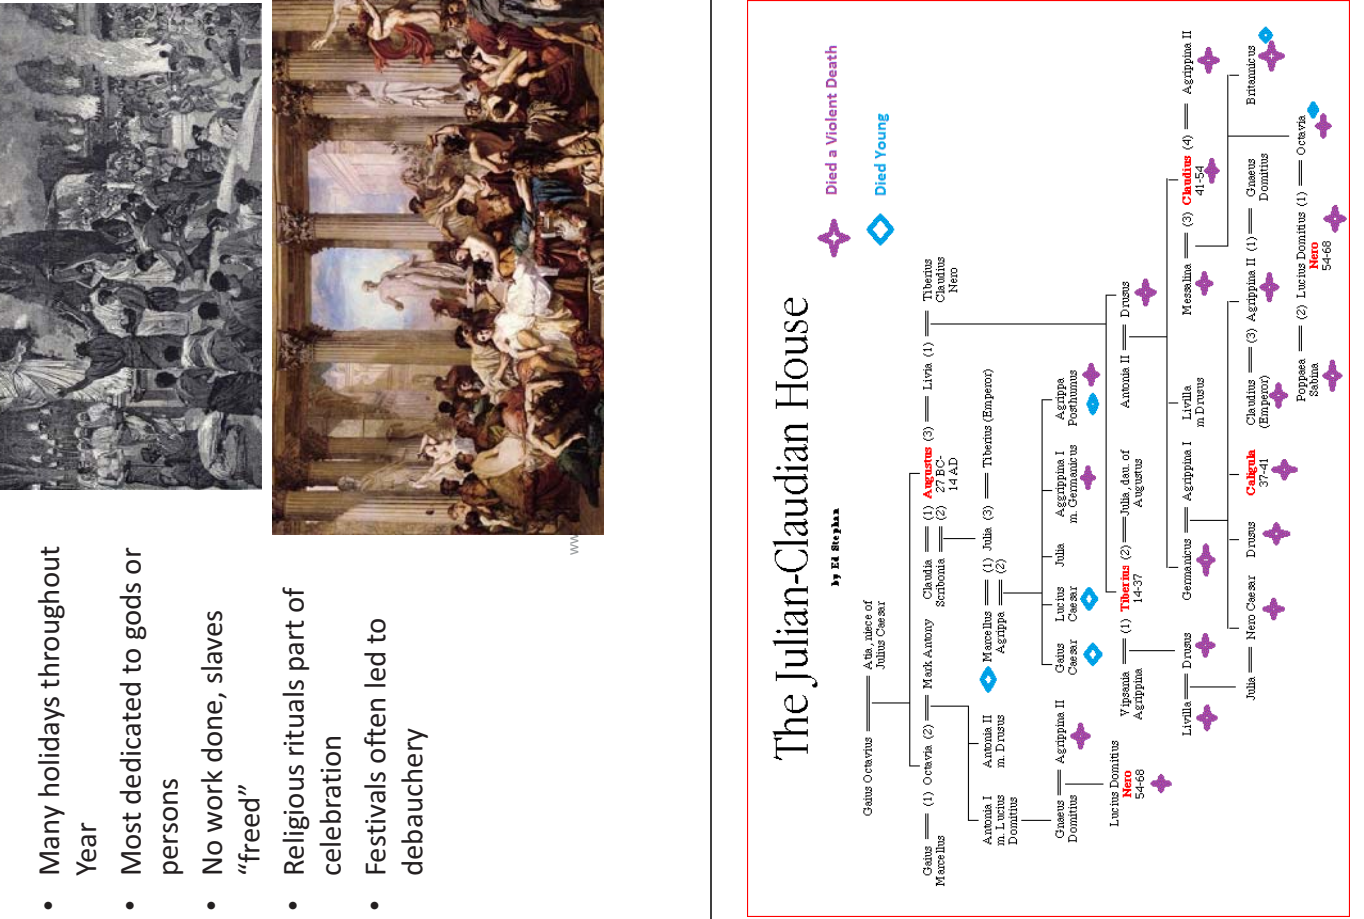 • Many holidays throughout
Year
• Most dedicated to gods or
persons
• No work done, slaves
“freed”
• Religious rituals part of
celebration
• Festivals often led to
debauchery
www
The Julian-Claudian House
by Ed Stephan
Died a Violent Death
Died Young
Gaius Octavius
Atia, niece of
Julius Caesar
Gaius
Marcellus
(1) Octavia (2)
Mark Antony
Claudia
Scribonia
(1) Augustus (3)
(2) 27 BC-
14 AD
Livia (1)
Tiberius
Claudius
Nero
Antonia I
m. Lucius
Domitius
Antonia II
m. Drusus
Marcellus (1)
Agrippa (2)
Julia (3)
Tiberius (Emperor)
Gnaeus
Domitius
Agrippina II
Gaius
Caesar
Lucius
Caesar
Julia
Aggrippina I
m. Germanicus
Agrippa
Posthumus
Lucius Domitius
Nero
54-68
Vipsania
Agrippina
(1) Tiberius (2)
14-37
Julia, dau. of
Augustus
Antonia II
Drusus
Livilla
Drusus
Germanicus
Agrippina I
Livilla
m Drusus
Messalina (3)
Claudius (4)
41-54
Agrippina II
Julia
Nero Caesar
Drusus
Caligula
37-41
Claudius
(Emperor)
(3) Agrippina II (1)
Gnaeus
Domitius
Britannicus
Poppaea
Sabina
(2) Lucius Domitius (1)
Nero
54-68
Octavia